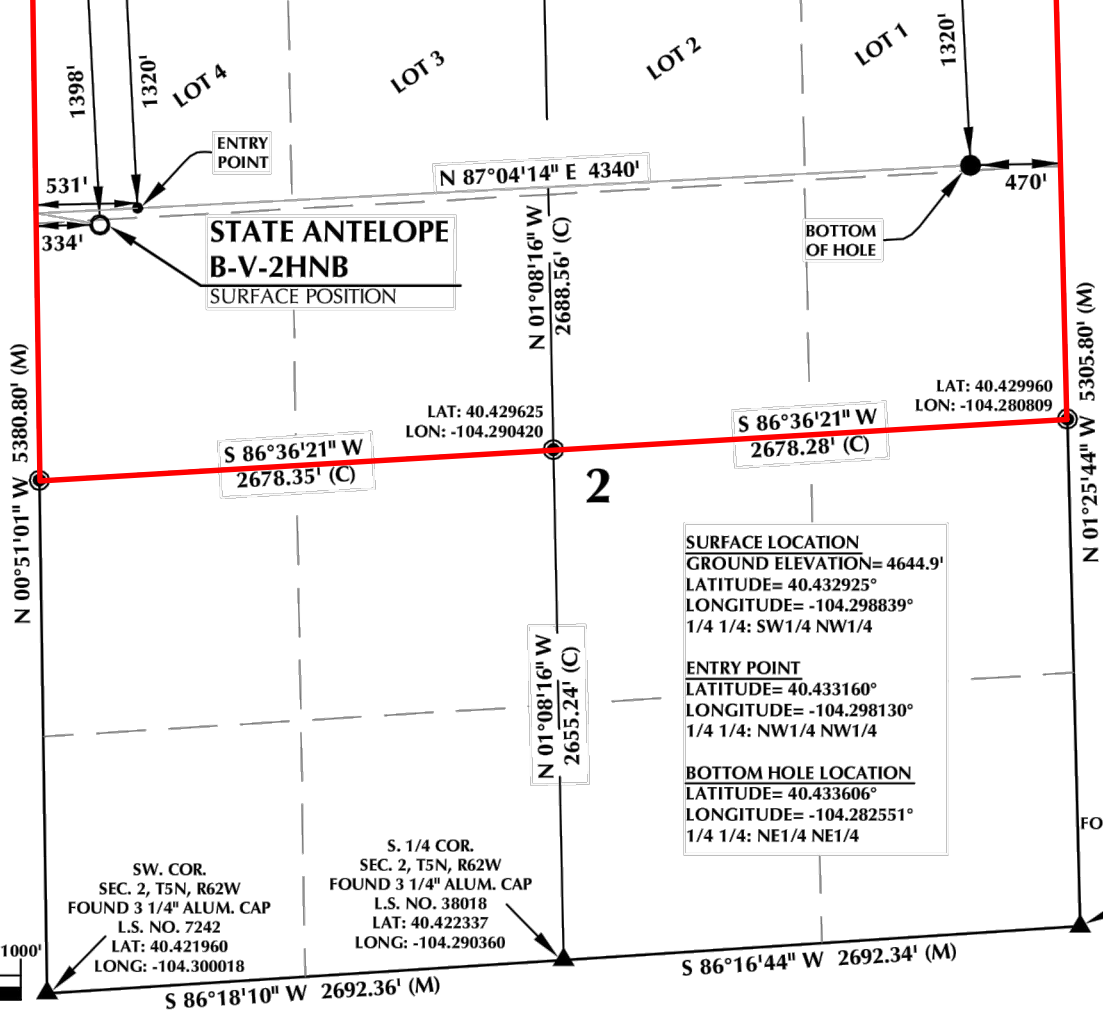 1398'
1320'
LOT 4
LOT 3
LOT 2
LOT 1
1320'
ENTRY
POINT
531'
N 87°04'14" E 4340'
470'
334'
STATE ANTELOPE
B-V-2HNB
SURFACE POSITION
BOTTOM
OF HOLE
N 01°08'16" W
2688.56' (C)
N 00°51'01" W 5380.80' (M)
LAT: 40.429625
LON: -104.290420
LAT: 40.429960
LON: -104.280809
N 01°25'44" W 5305.80' (M)
S 86°36'21" W
2678.35' (C)
S 86°36'21" W
2678.28' (C)
2
SURFACE LOCATION
GROUND ELEVATION= 4644.9'
LATITUDE= 40.432925°
LONGITUDE= -104.298839°
1/4 1/4: SW1/4 NW1/4
ENTRY POINT
LATITUDE= 40.433160°
LONGITUDE= -104.298130°
1/4 1/4: NW1/4 NW1/4
BOTTOM HOLE LOCATION
LATITUDE= 40.433606°
LONGITUDE= -104.282551°
1/4 1/4: NE1/4 NE1/4
N 01°08'16" W
2655.24' (C)
FO
SW. COR.
SEC. 2, T5N, R62W
FOUND 3 1/4" ALUM. CAP
L.S. NO. 7242
LAT: 40.421960
LONG: -104.300018
S. 1/4 COR.
SEC. 2, T5N, R62W
FOUND 3 1/4" ALUM. CAP
L.S. NO. 38018
LAT: 40.422337
LONG: -104.290360
1000'
S 86°18'10" W 2692.36' (M)
S 86°16'44" W 2692.34' (M)